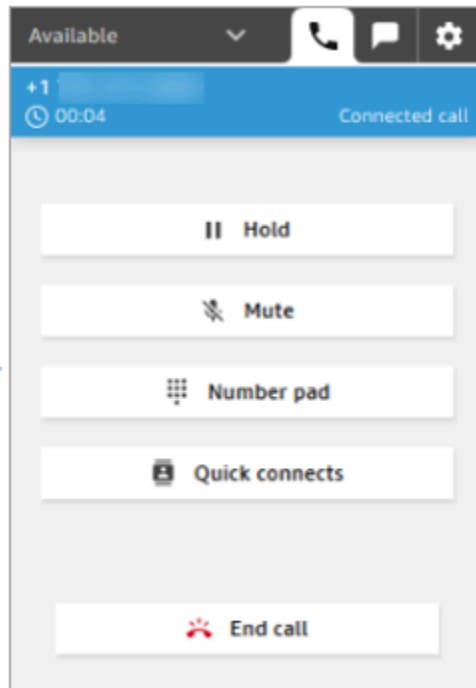 Available
+1
00:04 Connected call
Hold
Mute
Number pad
Quick connects
End call